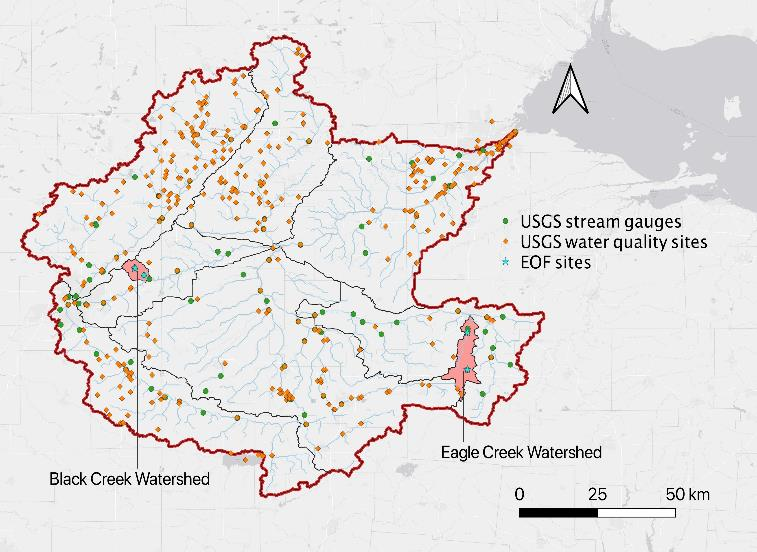 USGS stream gauges
USGS water quality sites
EOF sites
Eagle Creek Watershed
Black Creek Watershed
0 25 50 km